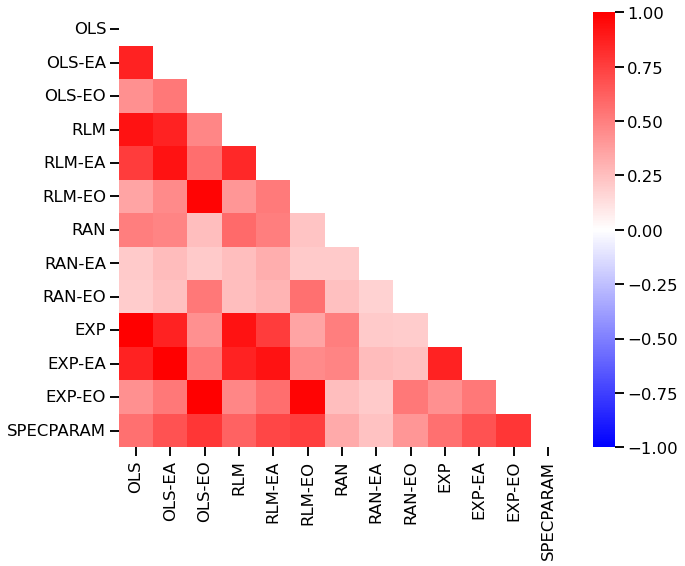 OLS
OLS-EA
OLS-EO
RLM
RLM-EA
RLM-EO
RAN
RAN-EA
RAN-EO
EXP
EXP-EA
EXP-EO
SPECPARAM
OLS
OLS-EA
OLS-EO
RLM
RLM-EA
RLM-EO
RAN
RAN-EA
RAN-EO
EXP
EXP-EA
EXP-EO
SPECPARAM
1.00
0.75
0.50
0.25
0.00
−0.25
−0.50
−0.75
−1.00